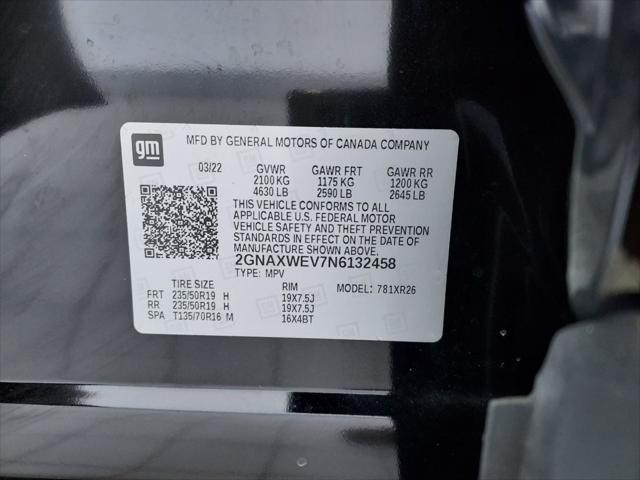 gm
MFD BY GENERAL MOTORS OF CANADA COMPANY
03/22 GVWR GAWR FRT GAWR RR
2100 KG 1175 KG 1200 KG
4630 LB 2590 LB 2645 LB
THIS VEHICLE CONFORMS TO ALL
APPLICABLE U.S. FEDERAL MOTOR
VEHICLE SAFETY AND THEFT PREVENTION
STANDARDS IN EFFECT ON THE DATE OF
MANUFACTURE SHOWN ABOVE.
2GNAXWEV7N6132458
TYPE: MPV
TIRE SIZE RIM MODEL: 781XR26
FRT 235/50R19 H 19X7.5J
RR 235/50R19 H 19X7.5J
SPA T135/70R16 M 16X4BT